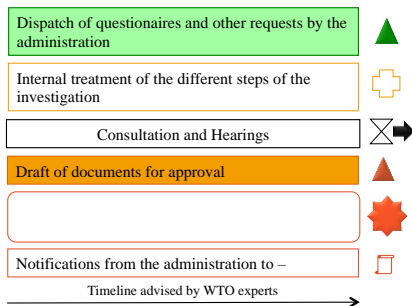 Dispatch of questionaires and other requests by the
administration
Internal treatment of the different steps of the
investigation
Consultation and Hearings
Draft of documents for approval
Notifications from the administration to –
Timeline advised by WTO experts